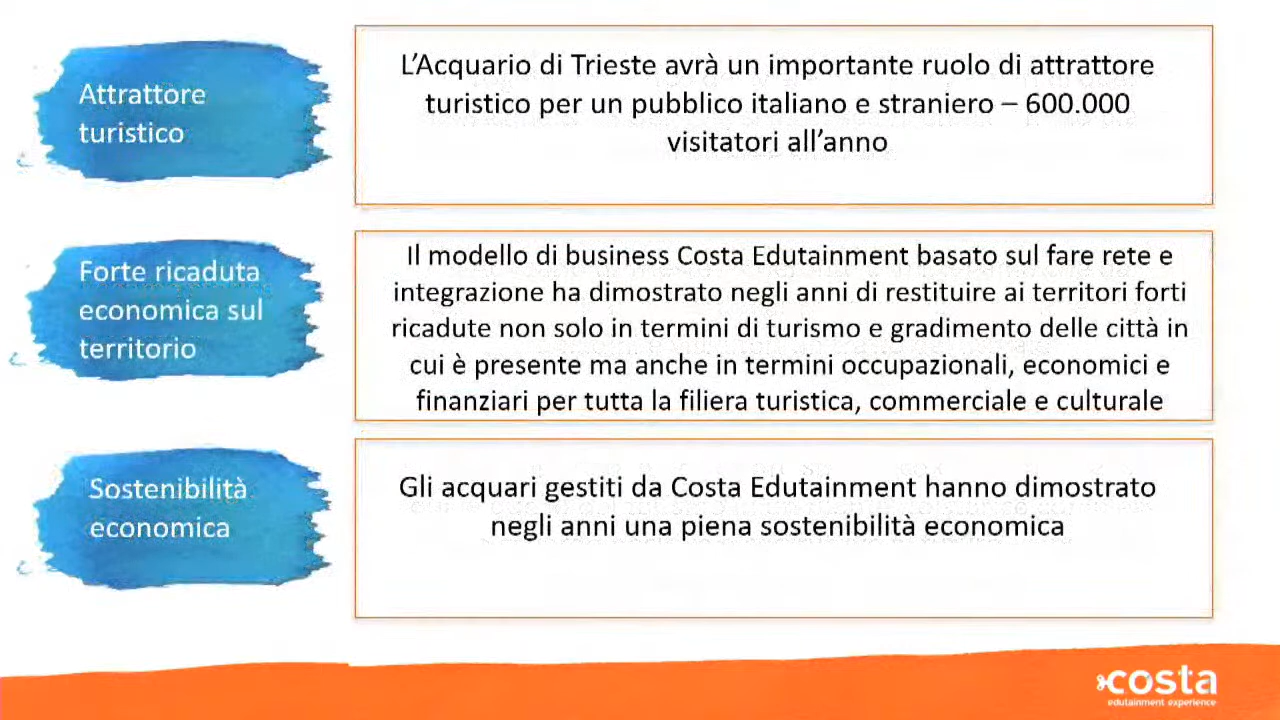 Attrattore
turistico
L’Acquario di Trieste avrà un importante ruolo di attrattore
turistico per un pubblico italiano e straniero – 600.000
visitatori all’anno
Forte ricaduta
economica sul
territorio
Il modello di business Costa Edutainment basato sul fare rete e
integrazione ha dimostrato negli anni di restituire ai territori forti
ricadute non solo in termini di turismo e gradimento delle città in
cui è presente ma anche in termini occupazionali, economici e
finanziari per tutta la filiera turistica, commerciale e culturale
Sostenibilità
economica
Gli acquari gestiti da Costa Edutainment hanno dimostrato
negli anni una piena sostenibilità economica
costa
edutainment experience